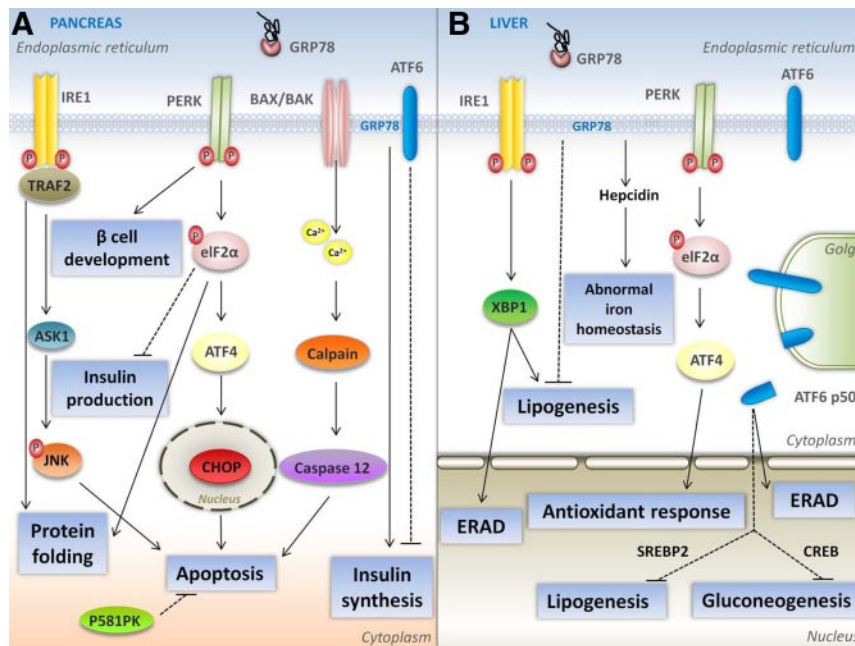 A
PANCREAS
Endoplasmic reticulum
GRP78
IRE1
PERK
BAX/BAK
GRP78
ATF6
P
P
TRAF2
P
P
β cell
development
P
eIF2α
Ca²⁺
Ca²⁺
ASK1
ATF4
Calpain
Insulin
production
P
JNK
CHOP
Nucleus
Caspase 12
Protein
folding
Apoptosis
Insulin
synthesis
P581PK
Cytoplasm
B
LIVER
Endoplasmic reticulum
GRP78
IRE1
GRP78
PERK
ATF6
P
P
P
P
Hepcidin
P
eIF2α
Golgi
XBP1
Abnormal
iron
homeostasis
ATF4
Lipogenesis
ATF6 p50
Cytoplasm
ERAD
Antioxidant response
ERAD
SREBP2
CREB
Lipogenesis
Gluconeogenesis
Nucleus